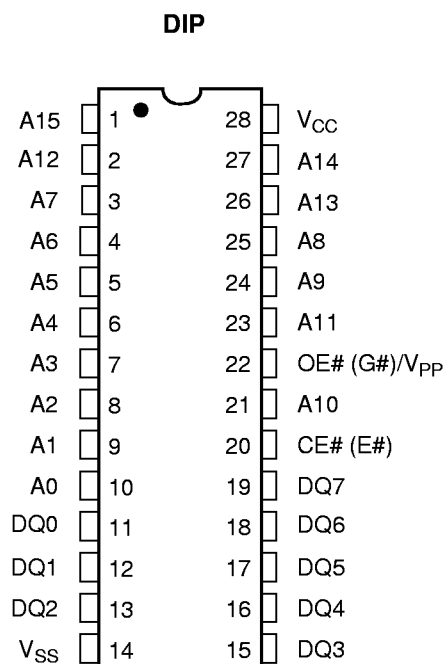 DIP
A15 1 28 VCC
A12 2 27 A14
A7 3 26 A13
A6 4 25 A8
A5 5 24 A9
A4 6 23 A11
A3 7 22 OE# (G#)/VPP
A2 8 21 A10
A1 9 20 CE# (E#)
A0 10 19 DQ7
DQ0 11 18 DQ6
DQ1 12 17 DQ5
DQ2 13 16 DQ4
VSS 14 15 DQ3